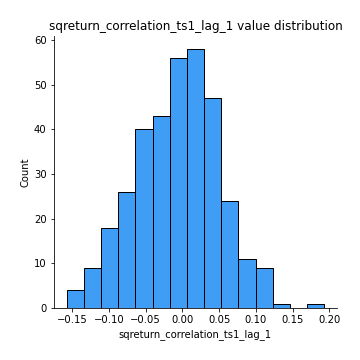 sqreturn_correlation_ts1_lag_1 value distribution
60
50
40
30
20
10
0
Count
−0.15 −0.10 −0.05 0.00 0.05 0.10 0.15 0.20
sqreturn_correlation_ts1_lag_1